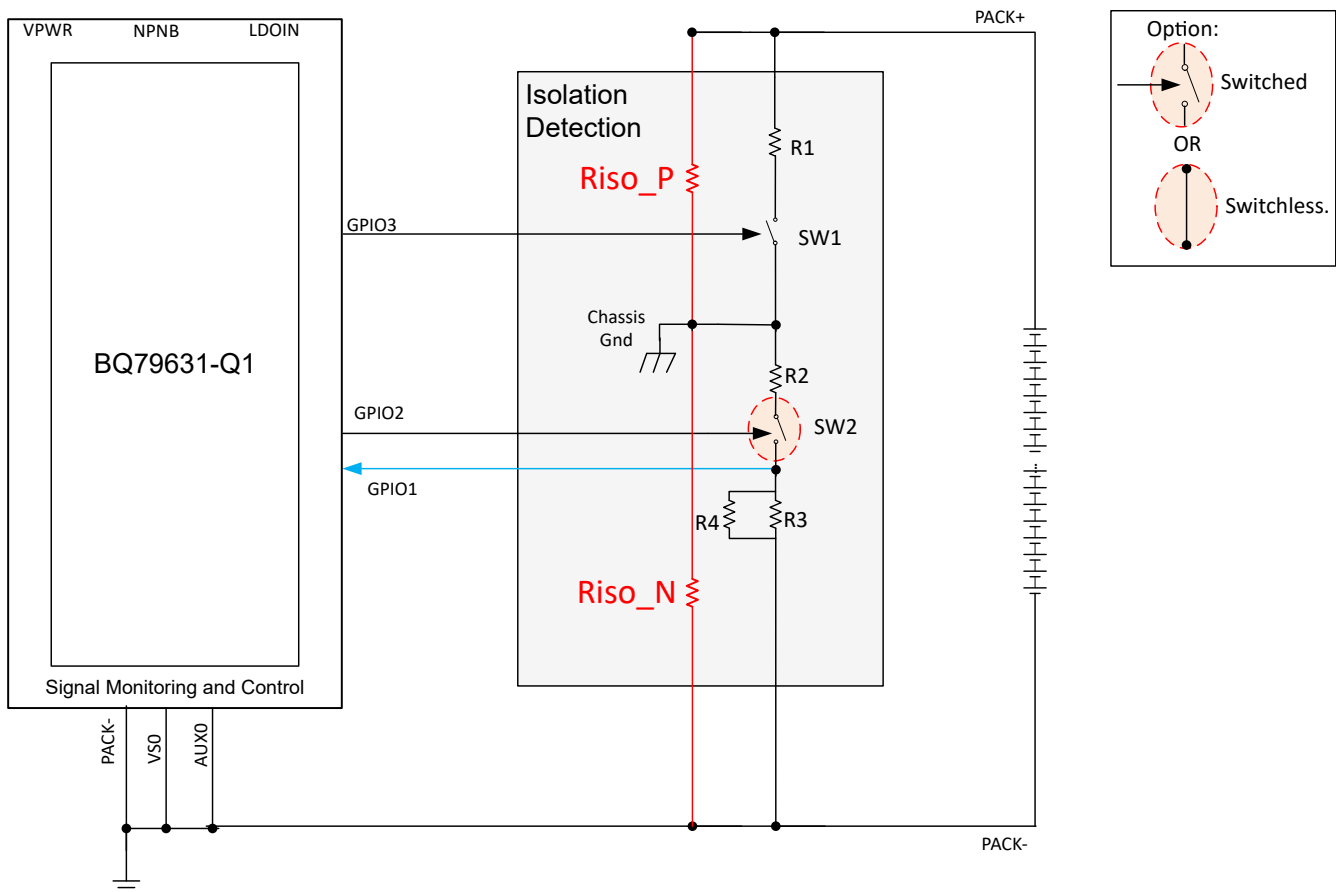 VPWR NPNB LDOIN
PACK+
Option:
Switched
OR
Switchless.
Isolation
Detection
R1
Riso_P
GPIO3
SW1
Chassis
Gnd
BQ79631-Q1
R2
GPIO2
SW2
GPIO1
R4 R3
Riso_N
Signal Monitoring and Control
PACK-
VS0
AUX0
PACK-